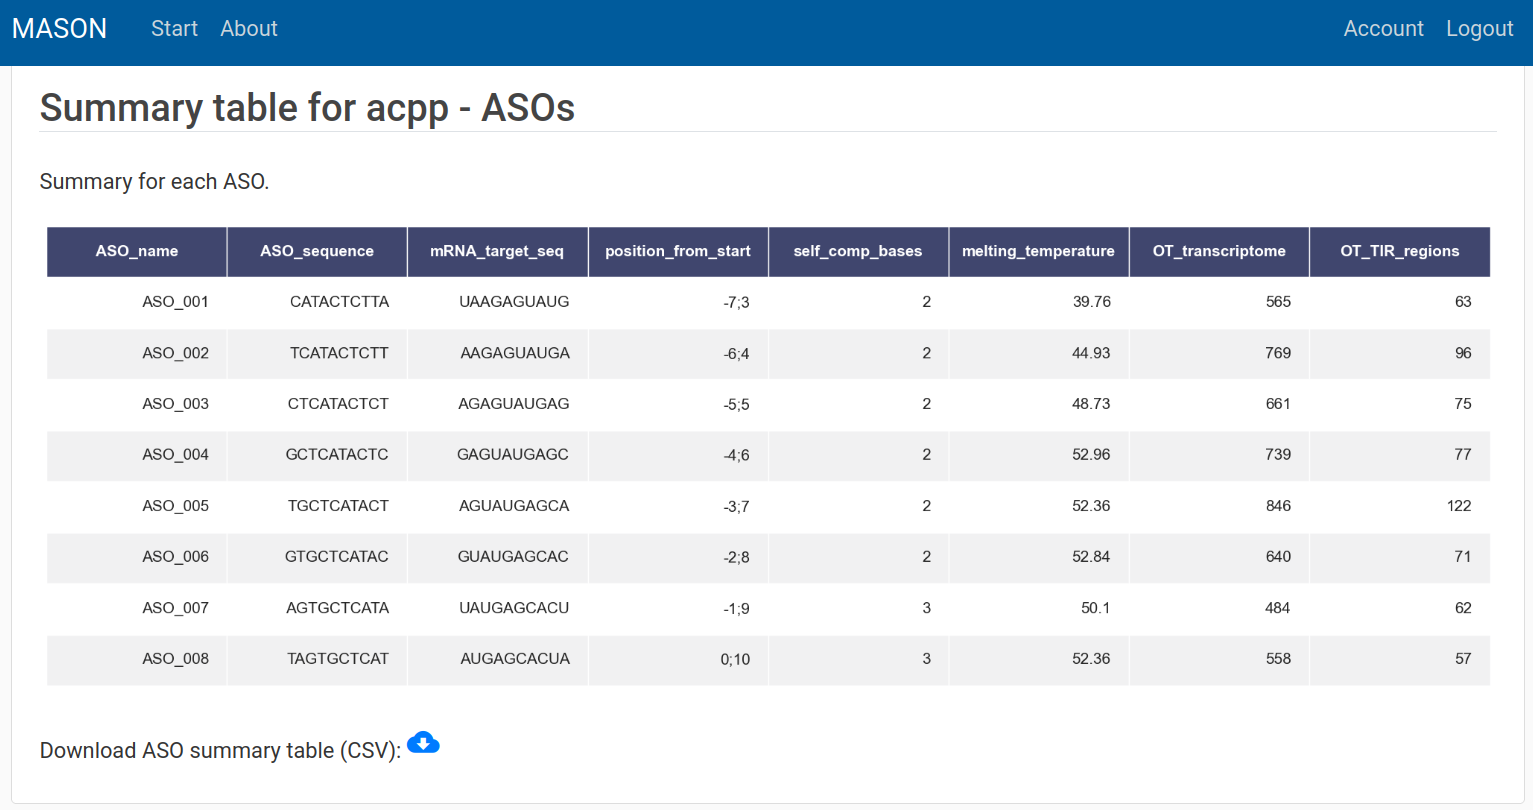 MASON Start About Account Logout
Summary table for acpp - ASOs
Summary for each ASO.
ASO_name ASO_sequence mRNA_target_seq position_from_start self_comp_bases melting_temperature OT_transcriptome OT_TIR_regions
ASO_001 CATACTCTTA UAAGAGUAUG -7;3 2 39.76 565 63
ASO_002 TCATACTCTT AAGAGUAUGA -6;4 2 44.93 769 96
ASO_003 CTCATACTCT AGAGUAUGAG -5;5 2 48.73 661 75
ASO_004 GCTCATACTC GAGUAUGAGC -4;6 2 52.96 739 77
ASO_005 TGCTCATACT AGUAUGAGCA -3;7 2 52.36 846 122
ASO_006 GTGCTCATAC GUAUGAGCAC -2;8 2 52.84 640 71
ASO_007 AGTGCTCATA UAUGAGCACU -1;9 3 50.1 484 62
ASO_008 TAGTGCTCAT AUGAGCACUA 0;10 3 52.36 558 57
Download ASO summary table (CSV):